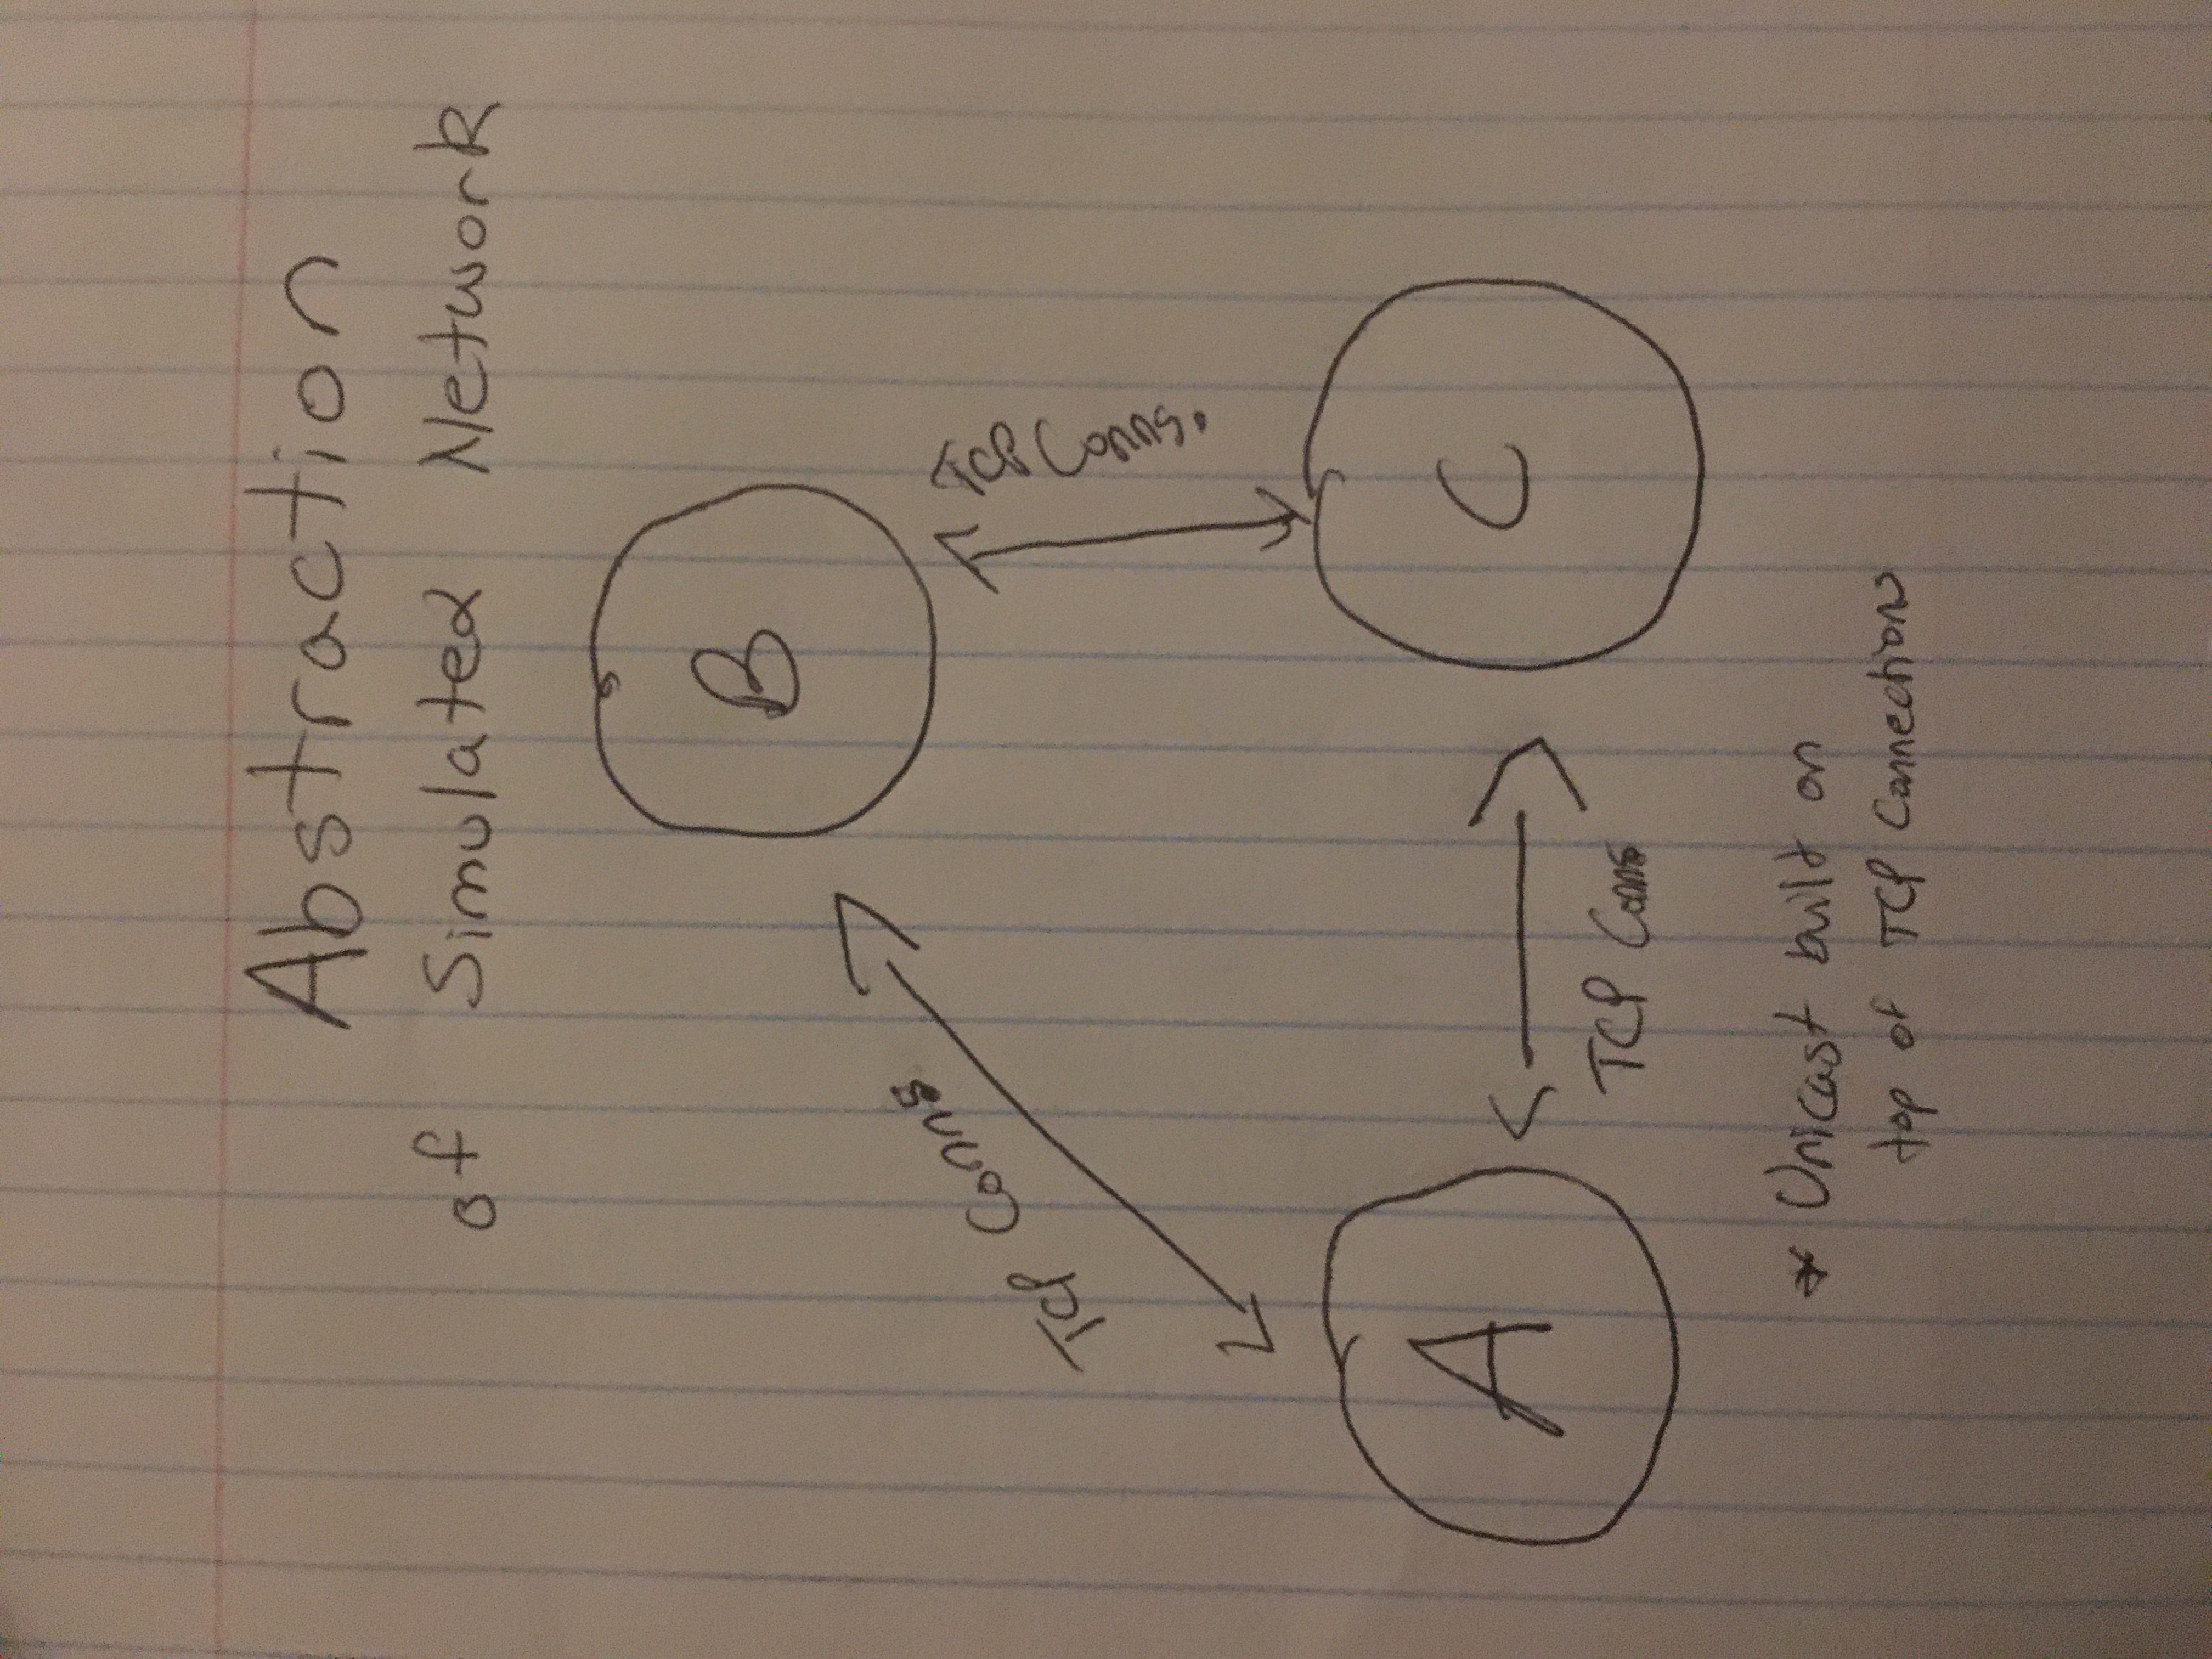 Abstraction
of Simulated Network
B
TCP Conns
TCP Conns.
A
C
TCP Conns
* Unicast built on
top of TCP Connections